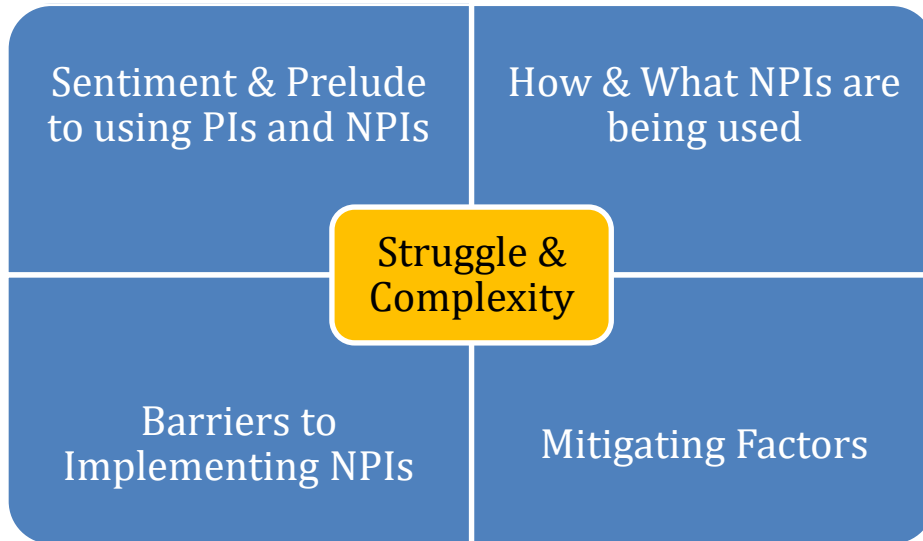 Sentiment & Prelude
to using PIs and NPIs
How & What NPIs are
being used
Struggle &
Complexity
Barriers to
Implementing NPIs
Mitigating Factors